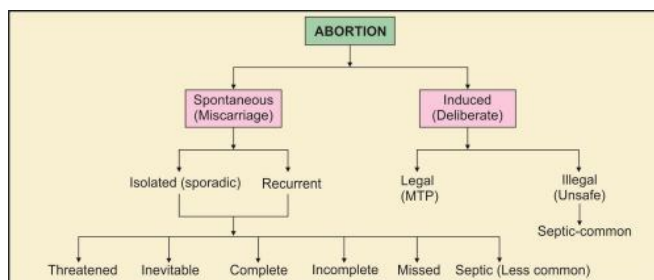 ABORTION
Spontaneous
(Miscarriage)
Induced
(Deliberate)
Isolated (sporadic)
Recurrent
Legal
(MTP)
Illegal
(Unsafe)
Septic-common
Threatened
Inevitable
Complete
Incomplete
Missed
Septic (Less common)